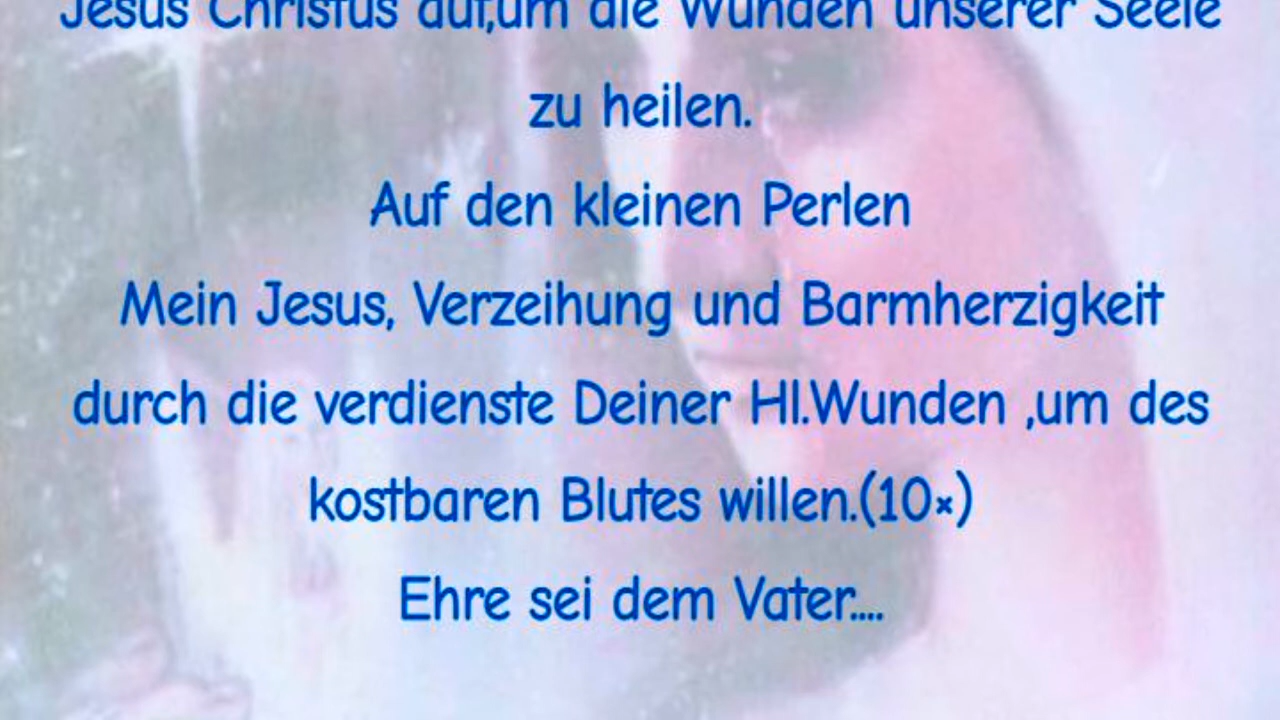 Jesus Christus auf,um die Wunden unserer Seele
zu heilen.
Auf den kleinen Perlen
Mein Jesus, Verzeihung und Barmherzigkeit
durch die verdienste Deiner Hl.Wunden ,um des
kostbaren Blutes willen.(10×)
Ehre sei dem Vater....